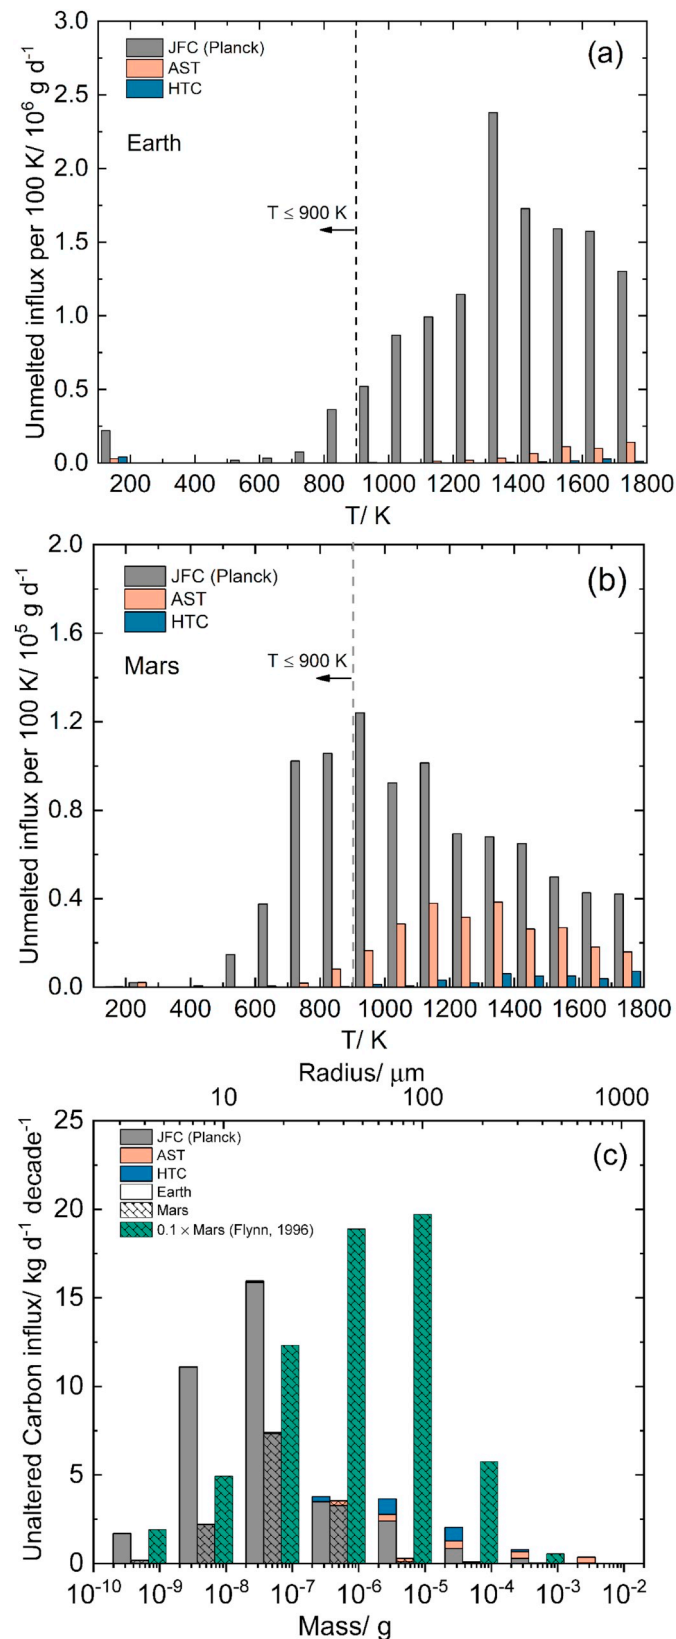 3.0
JFC (Planck)
(a)
AST
HTC
2.5
Earth
2.0
T ≤ 900 K
1.5
1.0
0.5
0.0
Unmelted influx per 100 K/ 10⁶ g d⁻¹
200 400 600 800 1000 1200 1400 1600 1800
T/ K
2.0
JFC (Planck)
(b)
AST
HTC
1.6
Mars
T ≤ 900 K
1.2
0.8
0.4
0.0
Unmelted influx per 100 K/ 10⁵ g d⁻¹
200 400 600 800 1000 1200 1400 1600 1800
T/ K
Radius/ μm
10 100 1000
25
JFC (Planck)
(c)
AST
HTC
Earth
Mars
0.1 × Mars (Flynn, 1996)
20
15
10
5
0
Unaltered Carbon influx/ kg d⁻¹ decade⁻¹
10⁻¹⁰ 10⁻⁹ 10⁻⁸ 10⁻⁷ 10⁻⁶ 10⁻⁵ 10⁻⁴ 10⁻³ 10⁻²
Mass/ g